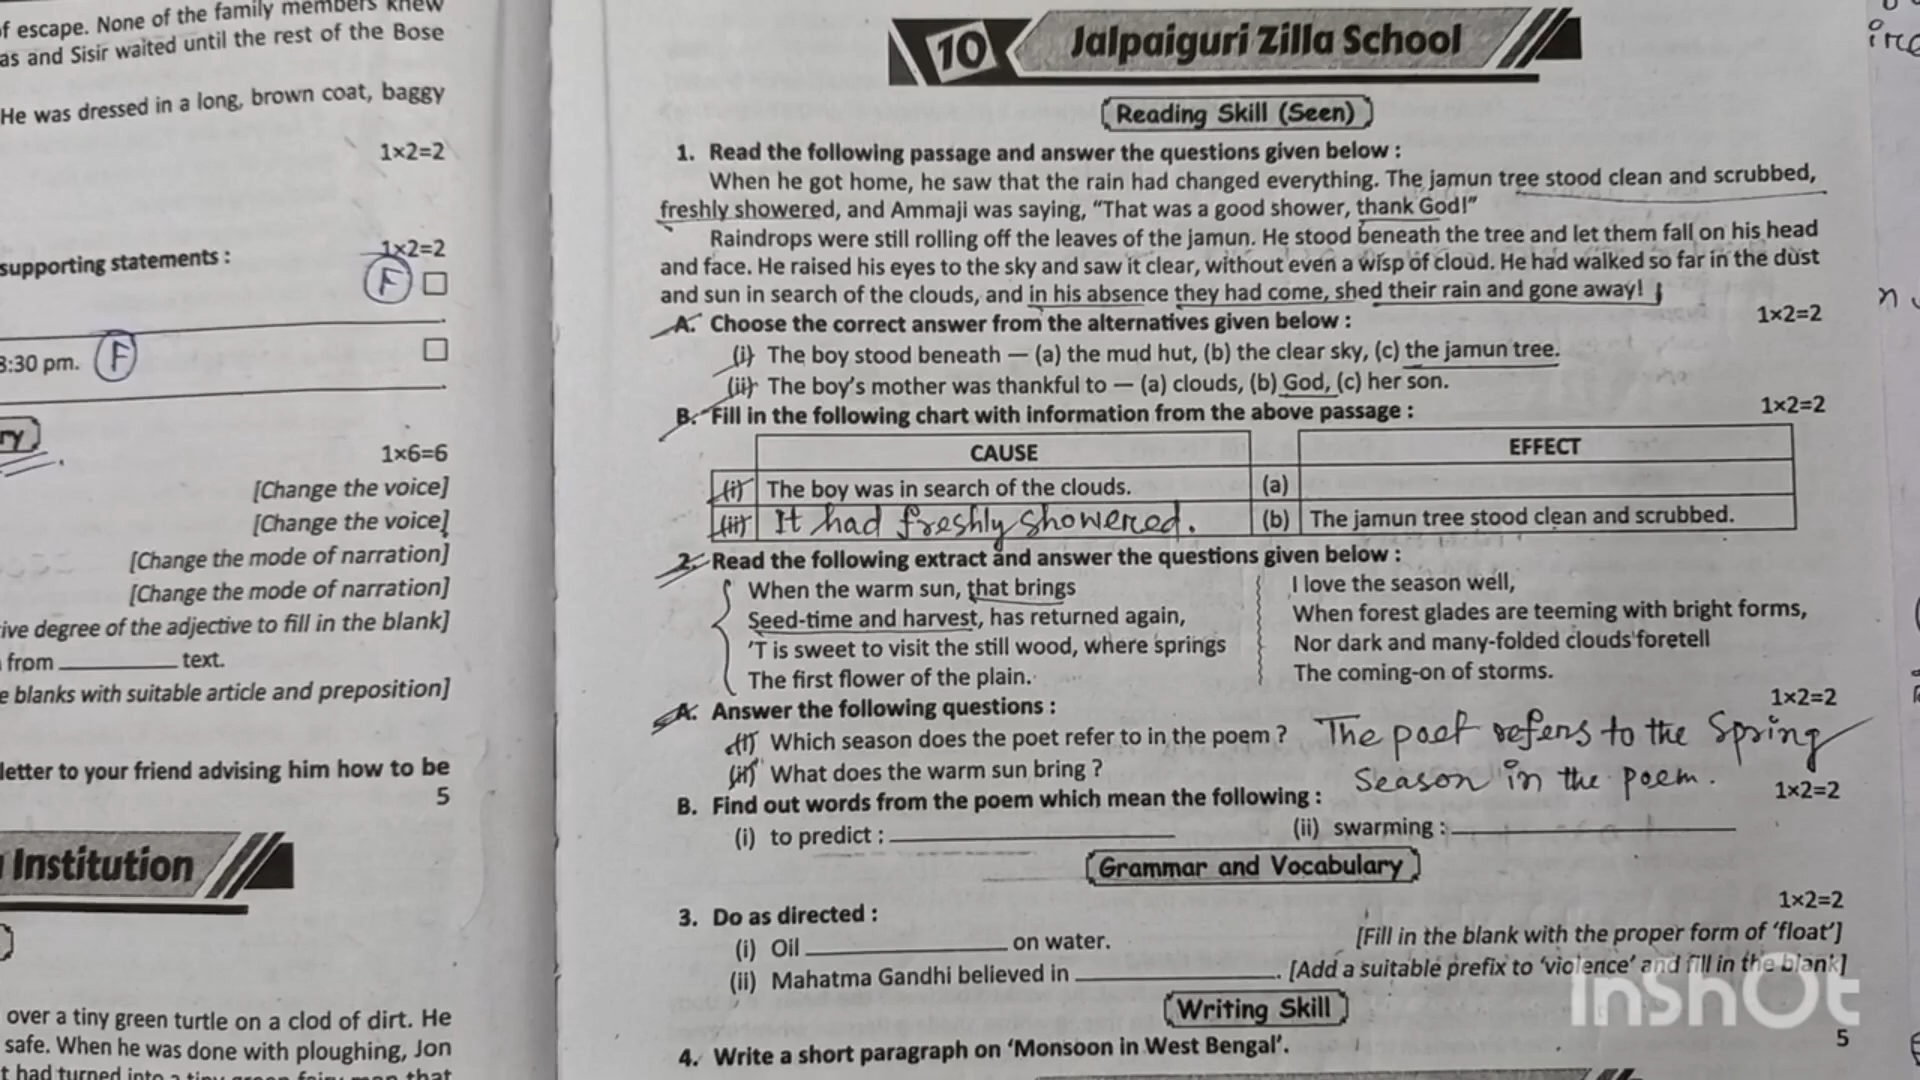 f escape. None of the family members knew
as and Sisir waited until the rest of the Bose
He was dressed in a long, brown coat, baggy
1×2=2
supporting statements :
1×2=2
F
8:30 pm. F
ry
1×6=6
[Change the voice]
[Change the voice]
[Change the mode of narration]
[Change the mode of narration]
ive degree of the adjective to fill in the blank]
from __________ text.
e blanks with suitable article and preposition]
letter to your friend advising him how to be
5
Institution
over a tiny green turtle on a clod of dirt. He
safe. When he was done with ploughing, Jon
t had turned into a tiny green fairy man that
10 Jalpaiguri Zilla School
Reading Skill (Seen)
1. Read the following passage and answer the questions given below :
When he got home, he saw that the rain had changed everything. The jamun tree stood clean and scrubbed,
freshly showered, and Ammaji was saying, “That was a good shower, thank God!”
Raindrops were still rolling off the leaves of the jamun. He stood beneath the tree and let them fall on his head
and face. He raised his eyes to the sky and saw it clear, without even a wisp of cloud. He had walked so far in the dust
and sun in search of the clouds, and in his absence they had come, shed their rain and gone away!
A. Choose the correct answer from the alternatives given below : 1×2=2
(i) The boy stood beneath — (a) the mud hut, (b) the clear sky, (c) the jamun tree.
(ii) The boy's mother was thankful to — (a) clouds, (b) God, (c) her son.
B. Fill in the following chart with information from the above passage : 1×2=2
CAUSE EFFECT
(i) The boy was in search of the clouds. (a)
(ii) It had freshly showered. (b) The jamun tree stood clean and scrubbed.
2. Read the following extract and answer the questions given below :
When the warm sun, that brings
Seed-time and harvest, has returned again,
'T is sweet to visit the still wood, where springs
The first flower of the plain.
I love the season well,
When forest glades are teeming with bright forms,
Nor dark and many-folded clouds foretell
The coming-on of storms.
A. Answer the following questions : 1×2=2
(i) Which season does the poet refer to in the poem ? The poet refers to the Spring
(ii) What does the warm sun bring ? Season in the poem.
B. Find out words from the poem which mean the following : 1×2=2
(i) to predict : __________ (ii) swarming : __________
Grammar and Vocabulary
3. Do as directed : 1×2=2
(i) Oil __________ on water. [Fill in the blank with the proper form of ‘float’]
(ii) Mahatma Gandhi believed in __________. [Add a suitable prefix to ‘violence’ and fill in the blank]
Writing Skill
4. Write a short paragraph on ‘Monsoon in West Bengal’. 5
InShOt